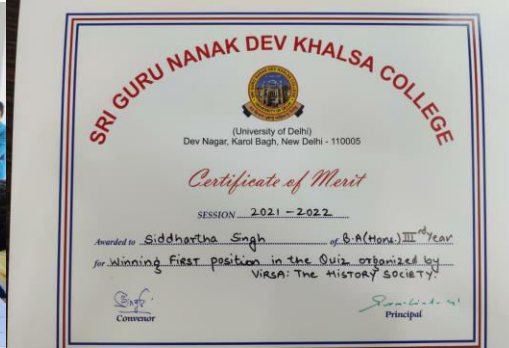 SRI GURU NANAK DEV KHALSA COLLEGE
(University of Delhi)
Dev Nagar, Karol Bagh, New Delhi - 110005
Certificate of Merit
SESSION 2021-2022
Awarded to Siddhartha Singh of B.A(Hons.) IIIrd Year
for Winning FIRST position in the Quiz organized by
VIRSA: THE HISTORY SOCIETY.
Convenor
Principal